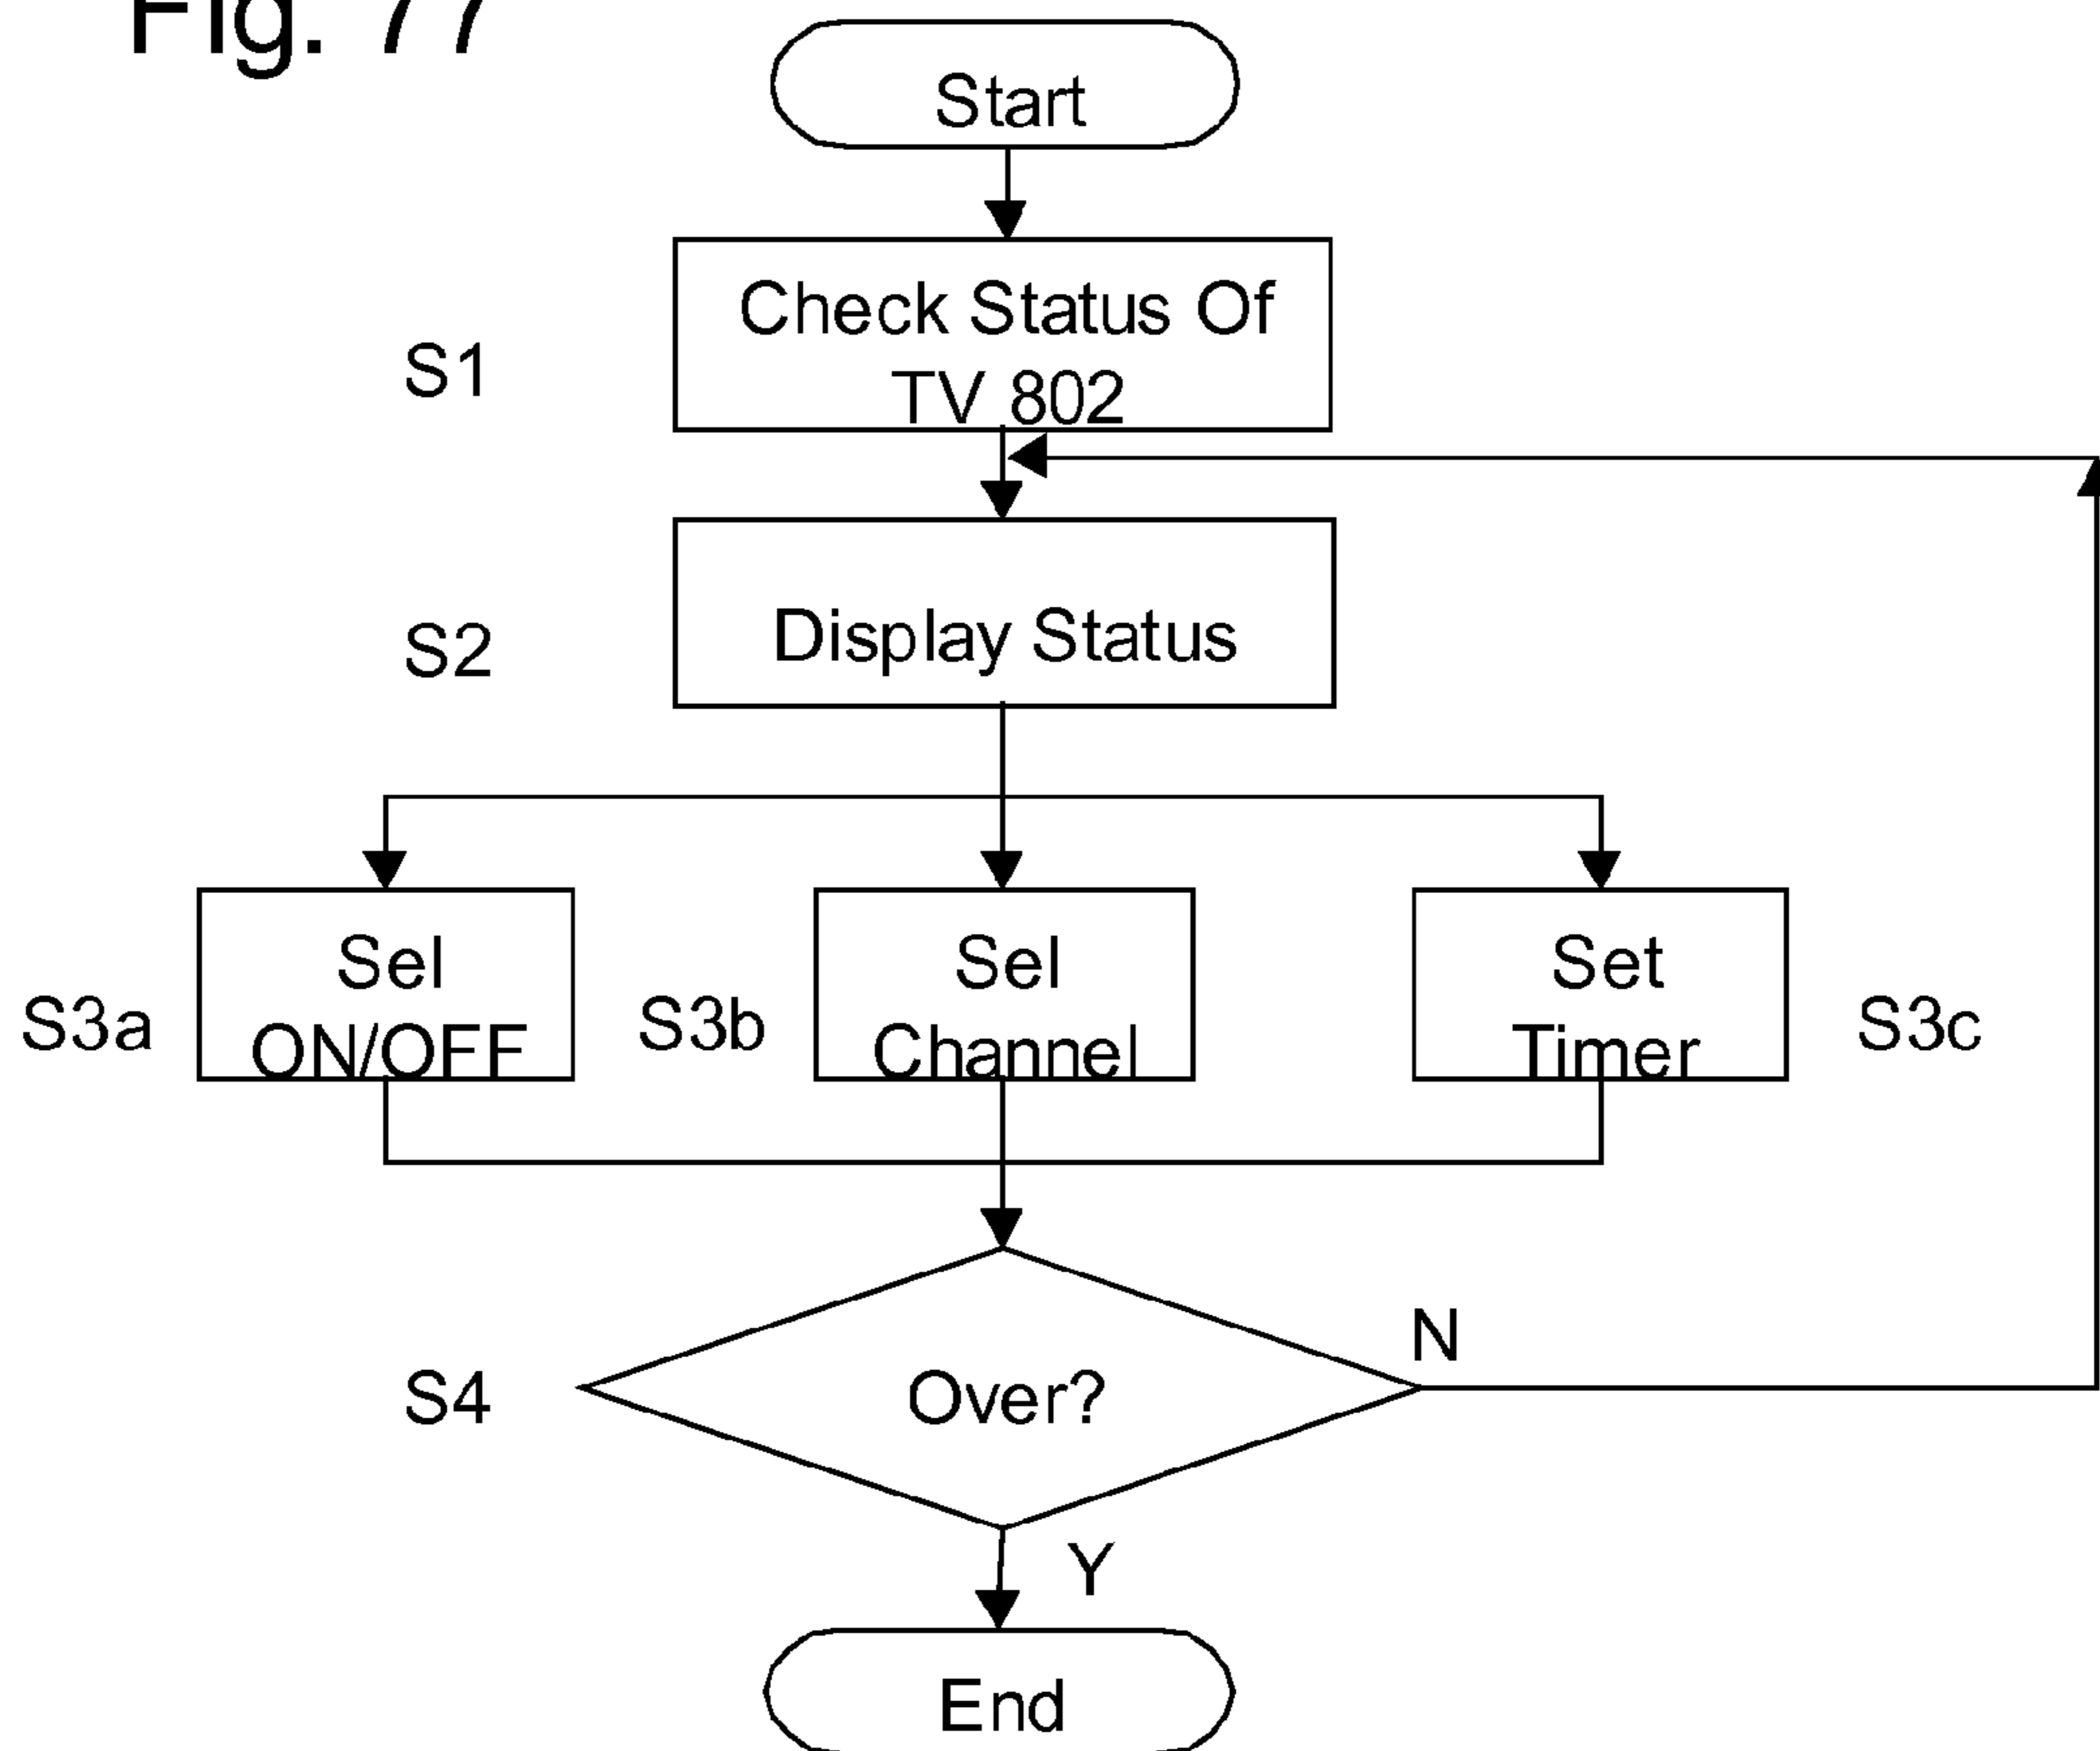 Fig. 77
Start
Check Status Of
TV 802
S1
Display Status
S2
Sel
ON/OFF
S3a
Sel
Channel
S3b
Set
Timer
S3c
Over?
S4
N
Y
End